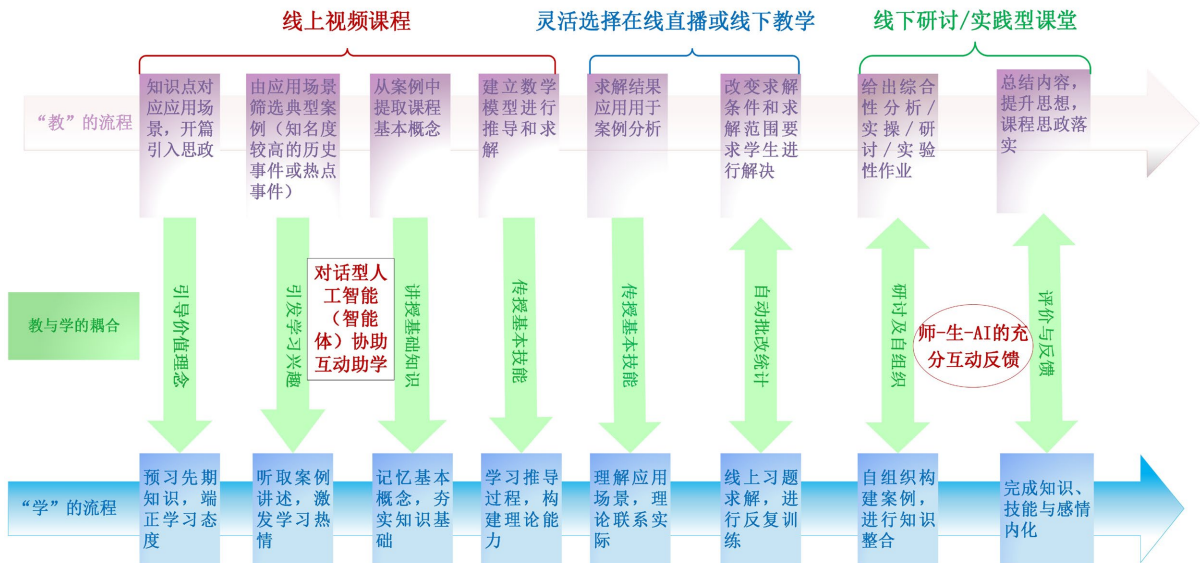 线上视频课程
灵活选择在线直播或线下教学
线下研讨/实践型课堂
“教”的流程
知识点对
应应用场
景，开篇
引入思政
由应用场景
筛选典型案
例（知名度
较高的历史
事件或热点
事件）
从案例中
提取课程
基本概念
建立数学
模型进行
推导和求
解
求解结果
应用用于
案例分析
改变求解
条件和求
解范围要
求学生进
行解决
给出综合
性分析/
实操/研
讨/实验
性作业
总结内容，
提升思想，
课程思政落
实
教与学的耦合
引导价值理念
引发学习兴趣
对话型人
工智能
（智能
体）协助
互动助学
讲授基础知识
传授基本技能
传授基本技能
自动批改统计
研讨及自组织
师-生-AI的充
分互动反馈
评价与反馈
“学”的流程
预习先期
知识，端
正学习态
度
听取案例
讲述，激
发学习热
情
记忆基本
概念，夯
实知识基
础
学习推导
过程，构
建理论能
力
理解应用
场景，理
论联系实
际
线上习题
求解，进
行反复训
练
自组织构
建案例，
进行知识
整合
完成知识、
技能与感情
内化